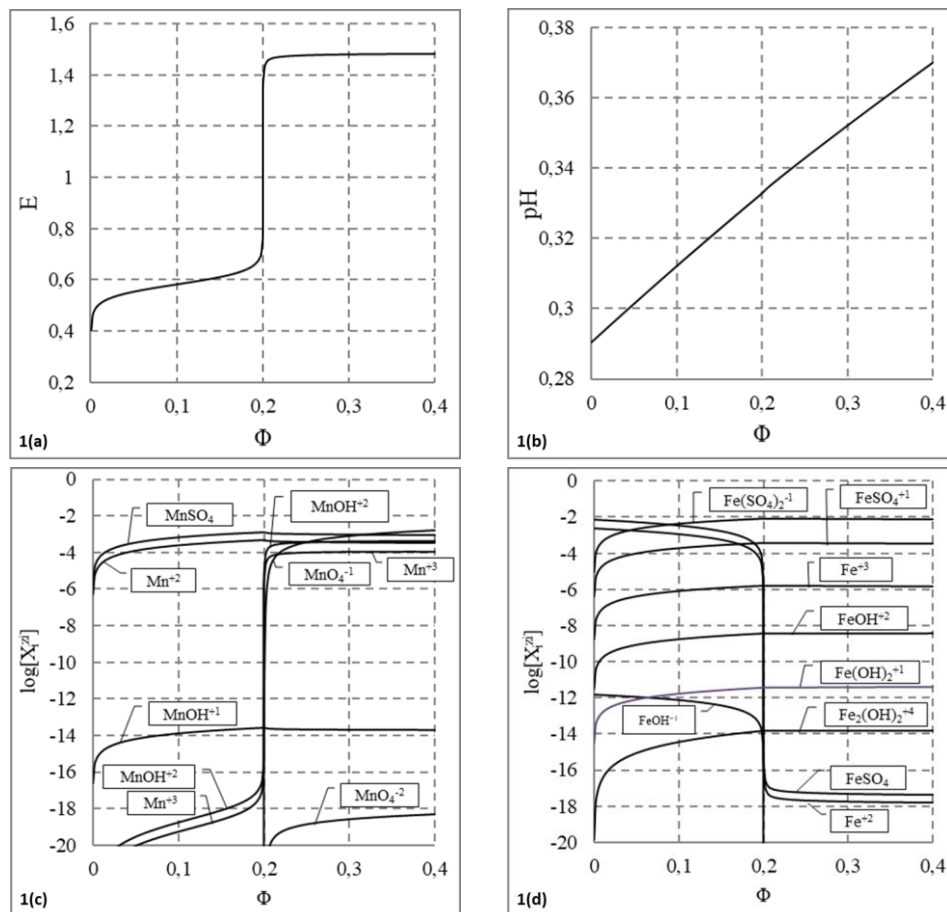 1,6
1,4
1,2
1
0,8
0,6
0,4
0,2
E
0 0,1 0,2 0,3 0,4
Φ
1(a)
0,38
0,36
0,34
0,32
0,3
0,28
pH
0 0,1 0,2 0,3 0,4
Φ
1(b)
0
-2
-4
-6
-8
-10
-12
-14
-16
-18
-20
log[Xᵢᶻⁱ]
MnSO₄
Mn⁺²
MnOH⁺²
MnO₄⁻¹
Mn⁺³
MnOH⁺¹
MnOH⁺²
Mn⁺³
MnO₄⁻²
0 0,1 0,2 0,3 0,4
Φ
1(c)
0
-2
-4
-6
-8
-10
-12
-14
-16
-18
-20
log[Xᵢᶻⁱ]
Fe(SO₄)₂⁻¹
FeSO₄⁺¹
Fe⁺³
FeOH⁺²
Fe(OH)₂⁺¹
Fe₂(OH)₂⁺⁴
FeSO₄
Fe⁺²
0 0,1 0,2 0,3 0,4
Φ
1(d)